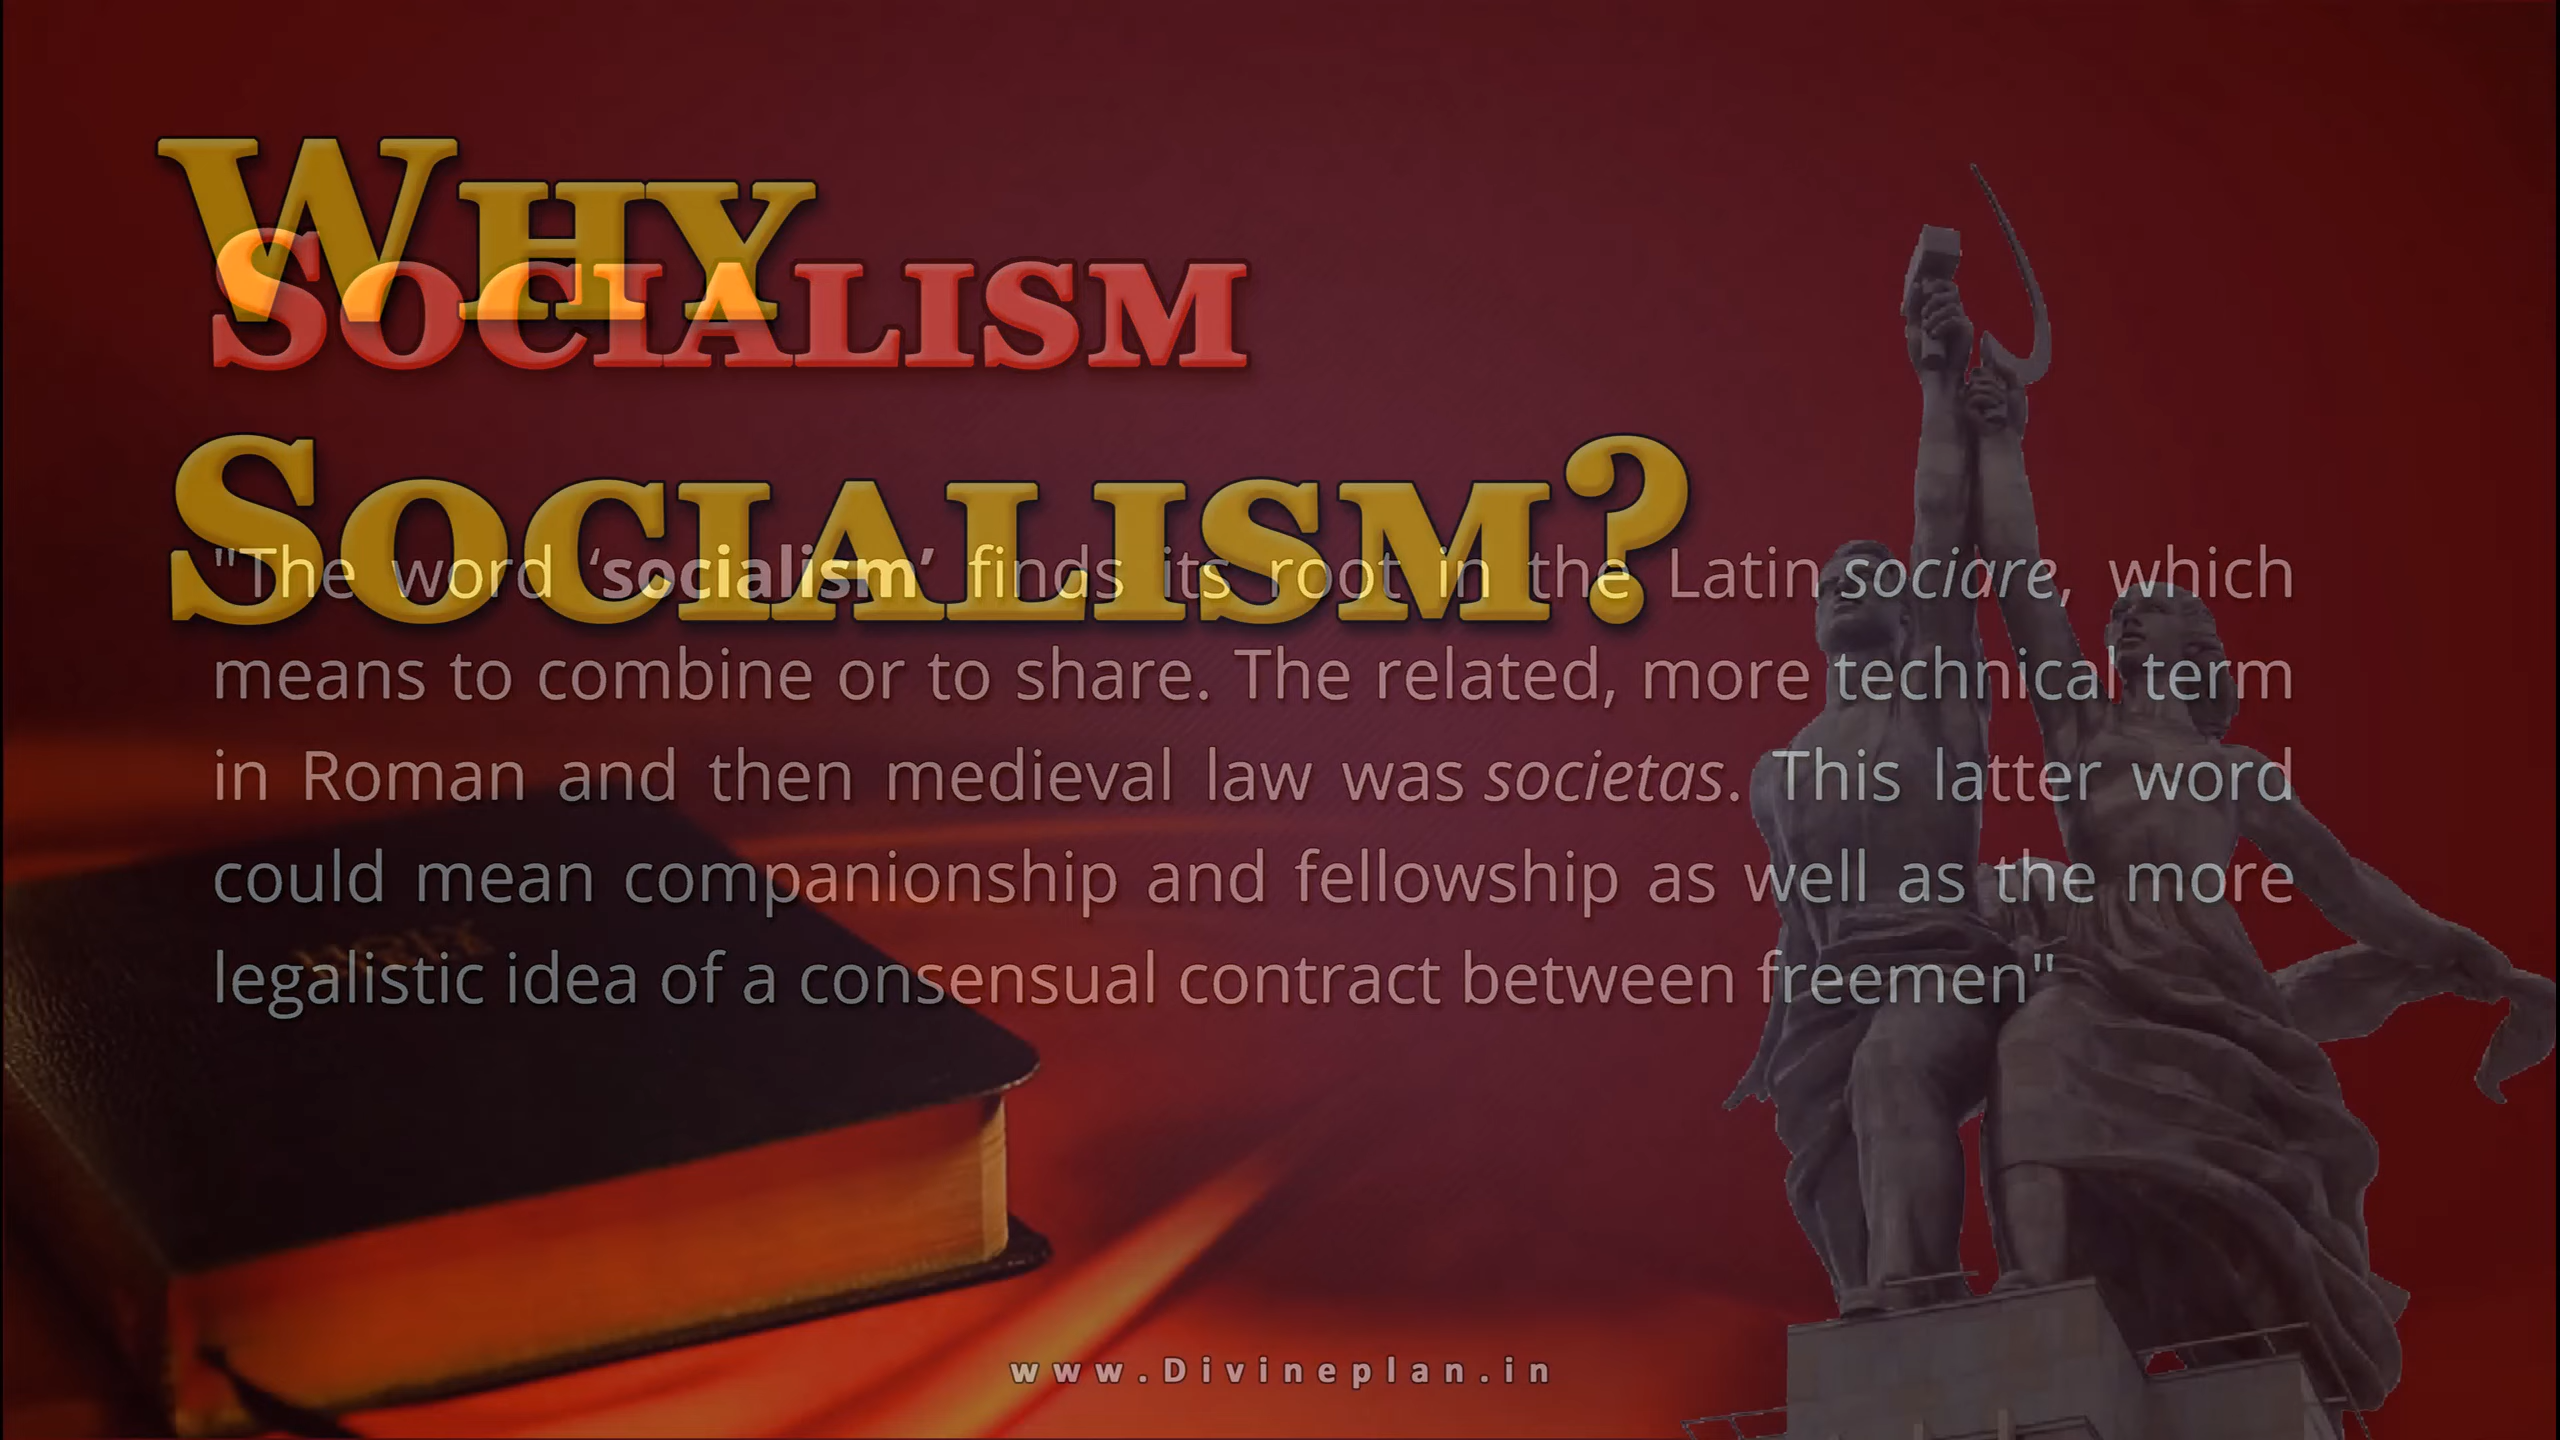 Why
Socialism
Socialism?
"The word ‘socialism’ finds its root in the Latin sociare, which
means to combine or to share. The related, more technical term
in Roman and then medieval law was societas. This latter word
could mean companionship and fellowship as well as the more
legalistic idea of a consensual contract between freemen"
HOLY
www.Divineplan.in